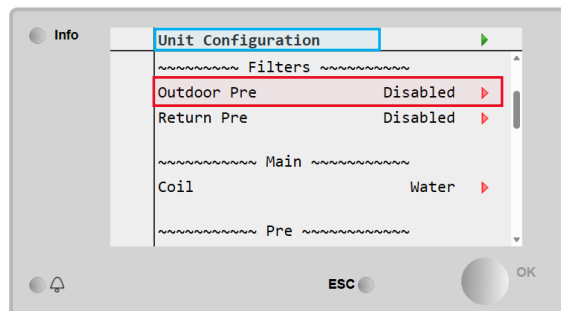 Info
Unit Configuration
~~~~~~~~~ Filters ~~~~~~~~~~
Outdoor Pre Disabled
Return Pre Disabled
~~~~~~~~~~~ Main ~~~~~~~~~~~
Coil Water
~~~~~~~~~~~ Pre ~~~~~~~~~~~~
ESC
OK